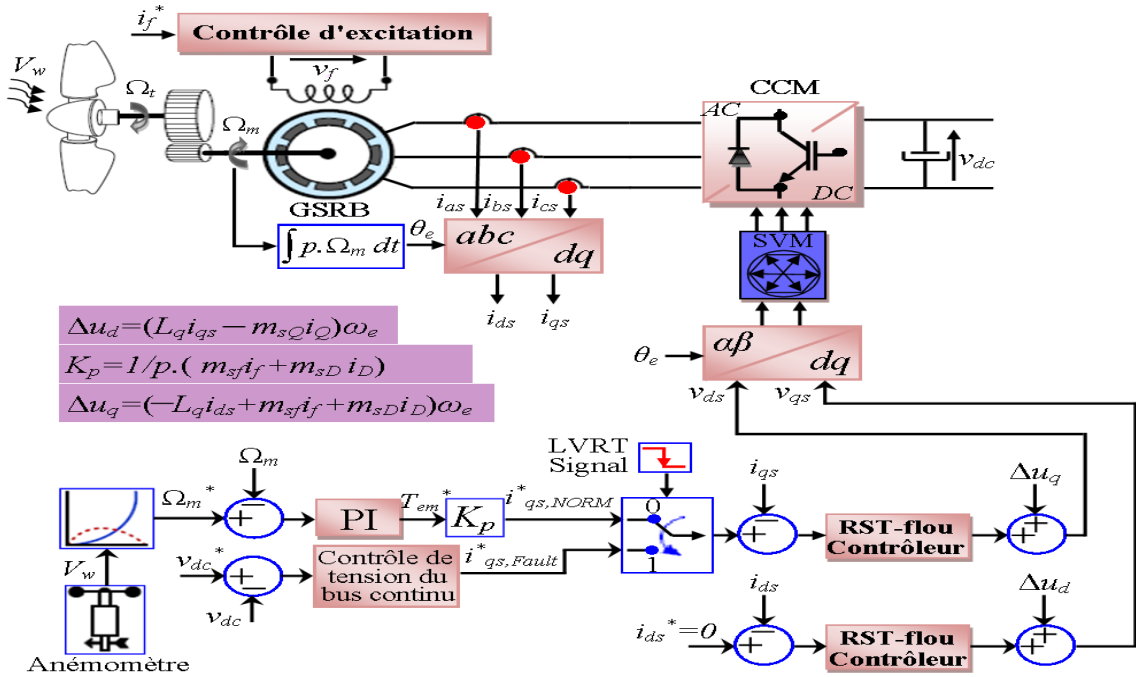 i_f^*
Contrôle d'excitation
v_f
V_w
Ω_t
Ω_m
GSRB
CCM
AC
DC
v_dc
i_as i_bs i_cs
∫ p.Ω_m dt
θ_e
abc
dq
i_ds i_qs
SVM
θ_e
αβ
dq
v_ds v_qs
Δu_d=(L_q i_qs − m_sQ i_Q)ω_e
K_p=1/p.( m_sf i_f + m_sD i_D)
Δu_q=(−L_q i_ds + m_sf i_f + m_sD i_D)ω_e
LVRT
Signal
Ω_m
Ω_m^*
+
−
PI
T_em^*
K_p
i^*_qs,NORM
0
1
i_qs
−
+
RST-flou
Contrôleur
Δu_q
+
+
V_w
v_dc^*
+
−
v_dc
Contrôle de
tension du
bus continu
i^*_qs,Fault
i_ds
−
+
i_ds^*=0
RST-flou
Contrôleur
Δu_d
+
+
Anémomètre